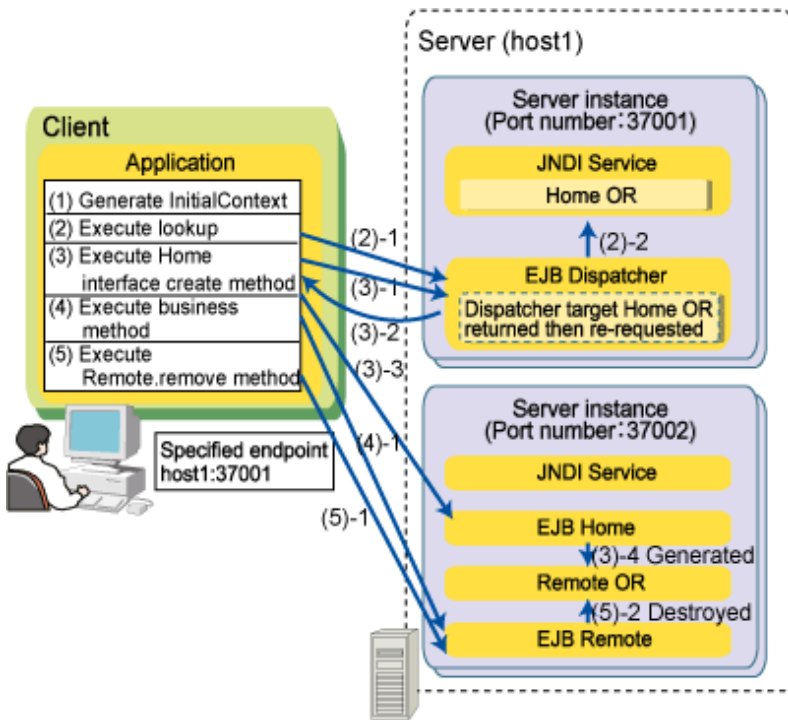 Server (host1)
Client
Application
(1) Generate InitialContext
(2) Execute lookup
(3) Execute Home
interface create method
(4) Execute business
method
(5) Execute
Remote.remove method
Specified endpoint
host1:37001
(2)-1
(3)-1
(3)-2
(3)-3
(4)-1
(5)-1
Server instance
(Port number:37001)
JNDI Service
Home OR
(2)-2
EJB Dispatcher
Dispatcher target Home OR
returned then re-requested
Server instance
(Port number:37002)
JNDI Service
EJB Home
(3)-4 Generated
Remote OR
(5)-2 Destroyed
EJB Remote